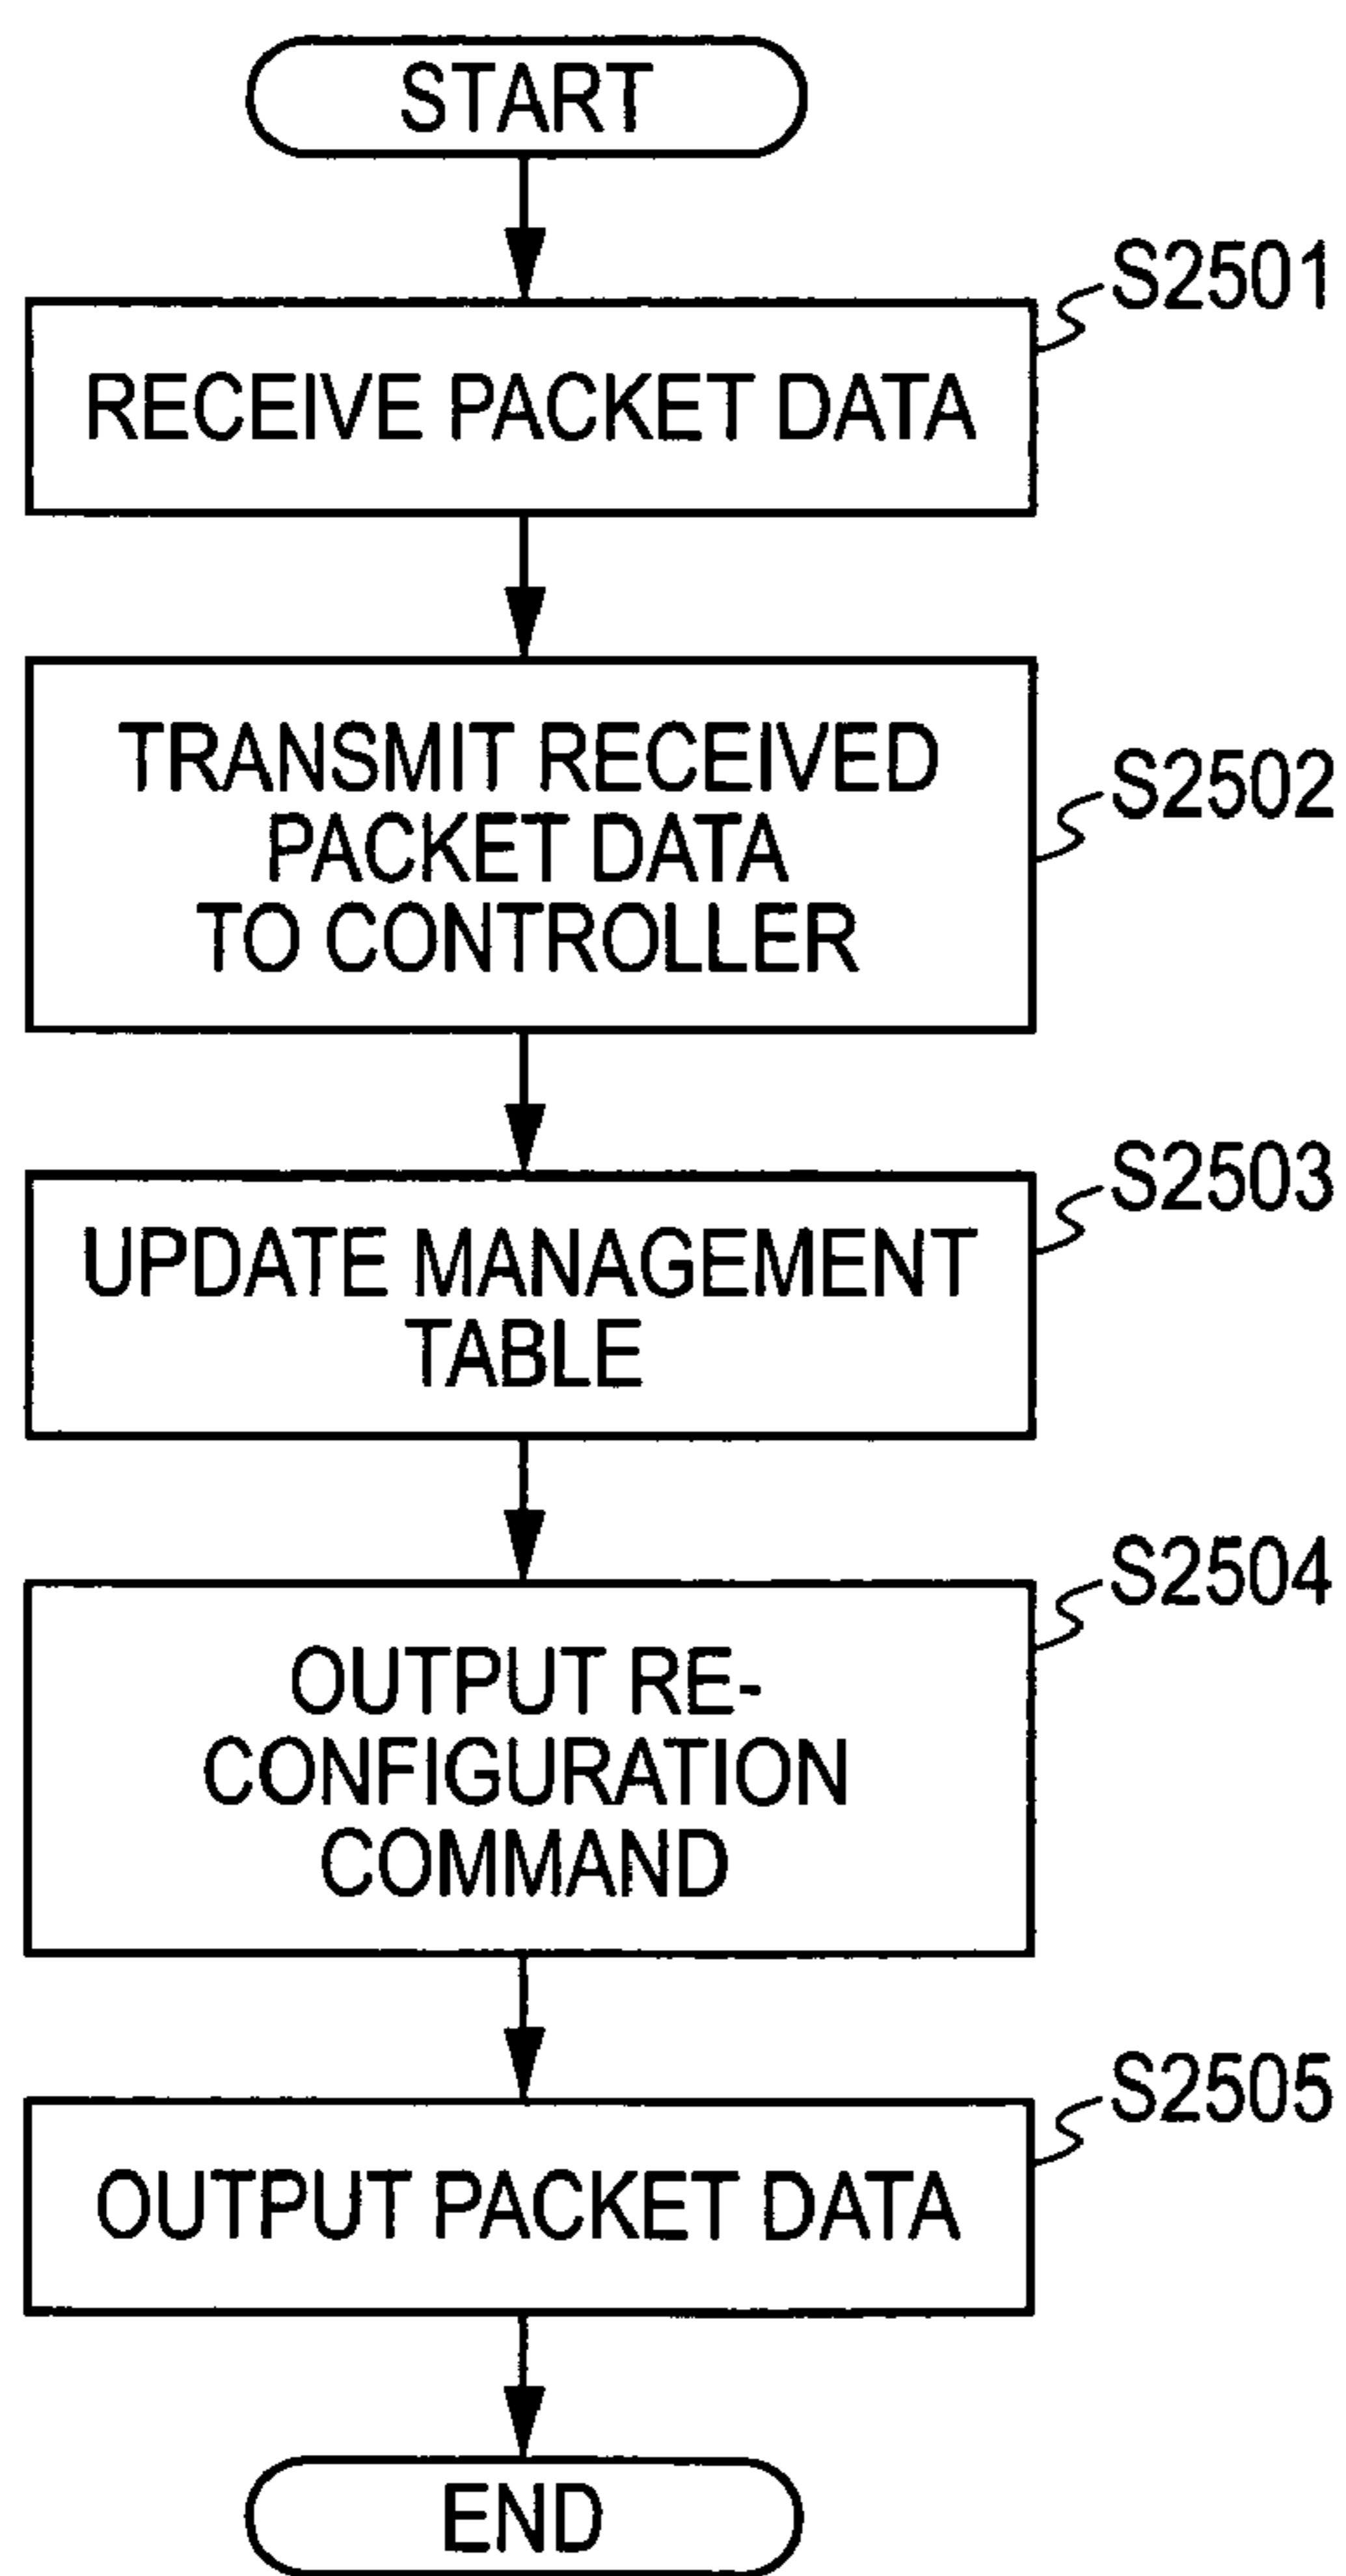 START
S2501
RECEIVE PACKET DATA
S2502
TRANSMIT RECEIVED
PACKET DATA
TO CONTROLLER
S2503
UPDATE MANAGEMENT
TABLE
S2504
OUTPUT RE-
CONFIGURATION
COMMAND
S2505
OUTPUT PACKET DATA
END